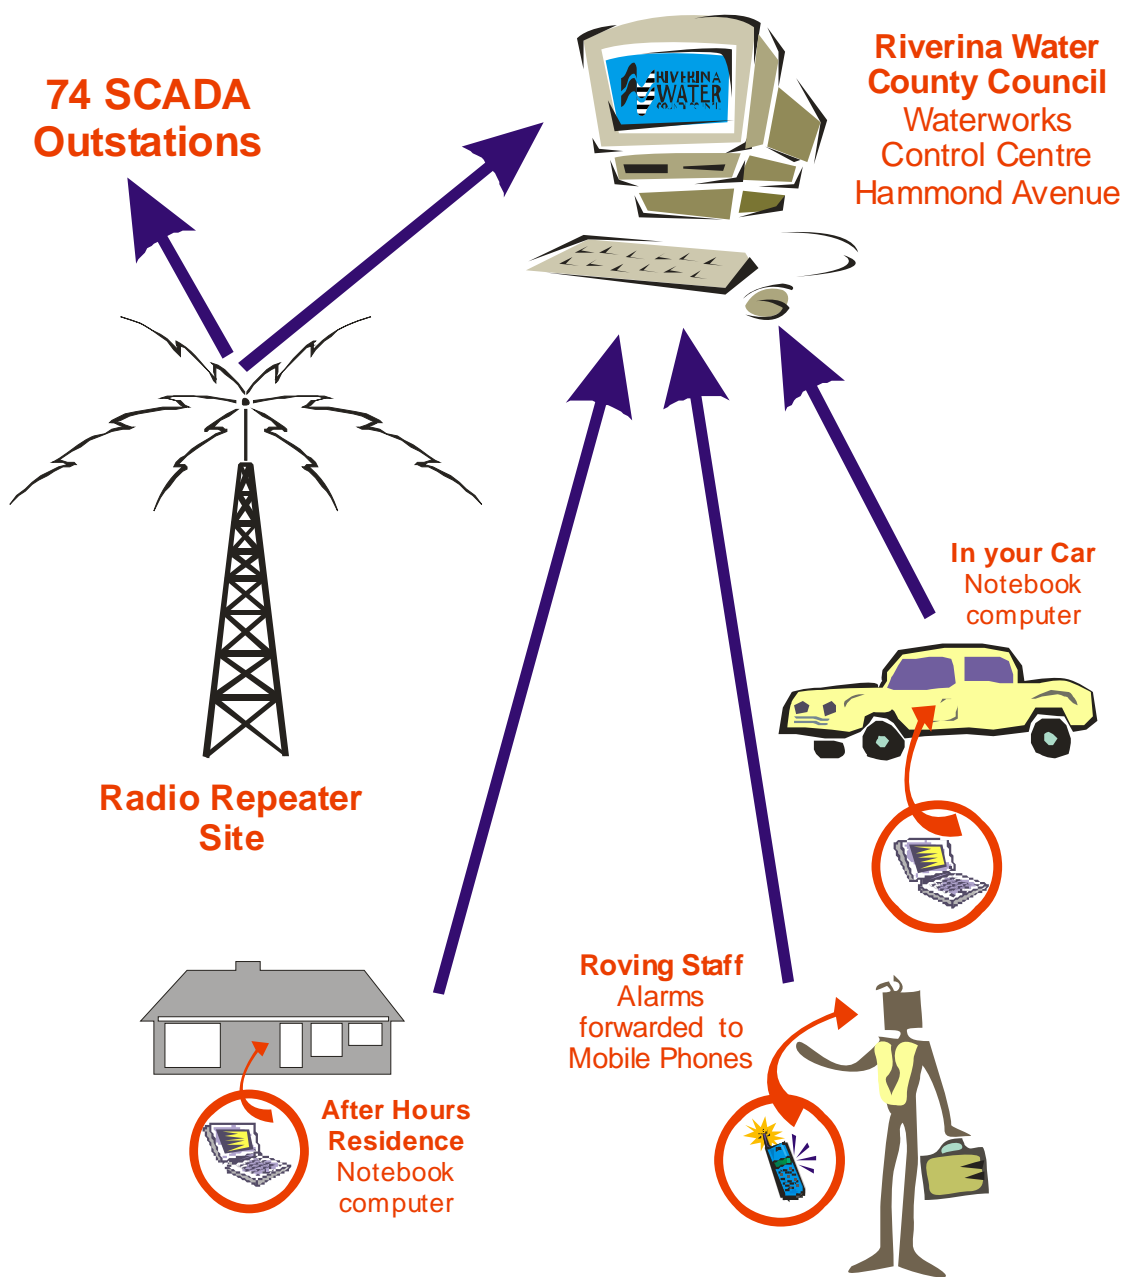 74 SCADA
Outstations
RIVERINA
WATER
Riverina Water
County Council
Waterworks
Control Centre
Hammond Avenue
Radio Repeater
Site
In your Car
Notebook
computer
Roving Staff
Alarms
forwarded to
Mobile Phones
After Hours
Residence
Notebook
computer